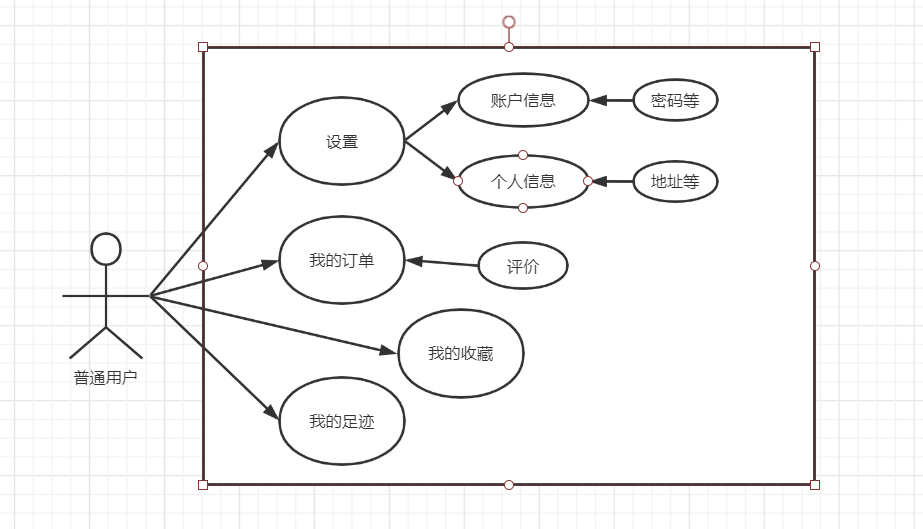 账户信息
密码等
设置
个人信息
地址等
我的订单
评价
我的收藏
普通用户
我的足迹